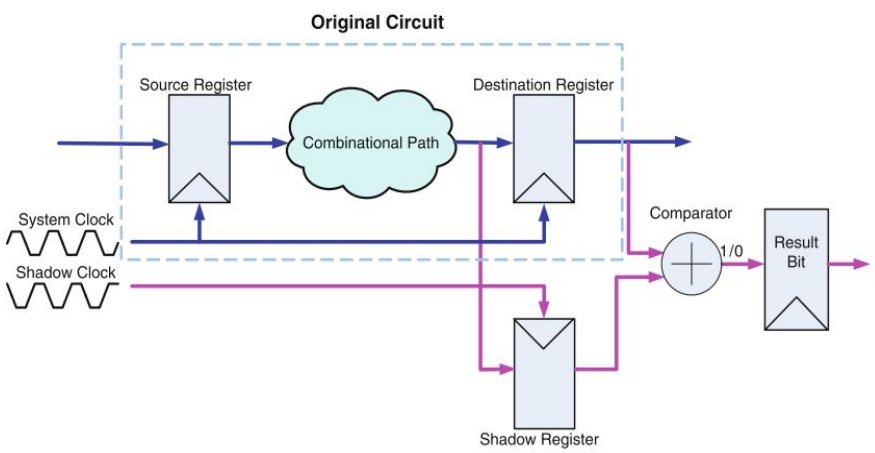 Original Circuit
Source Register
Destination Register
Combinational Path
System Clock
Shadow Clock
Comparator
1/0
Result
Bit
Shadow Register